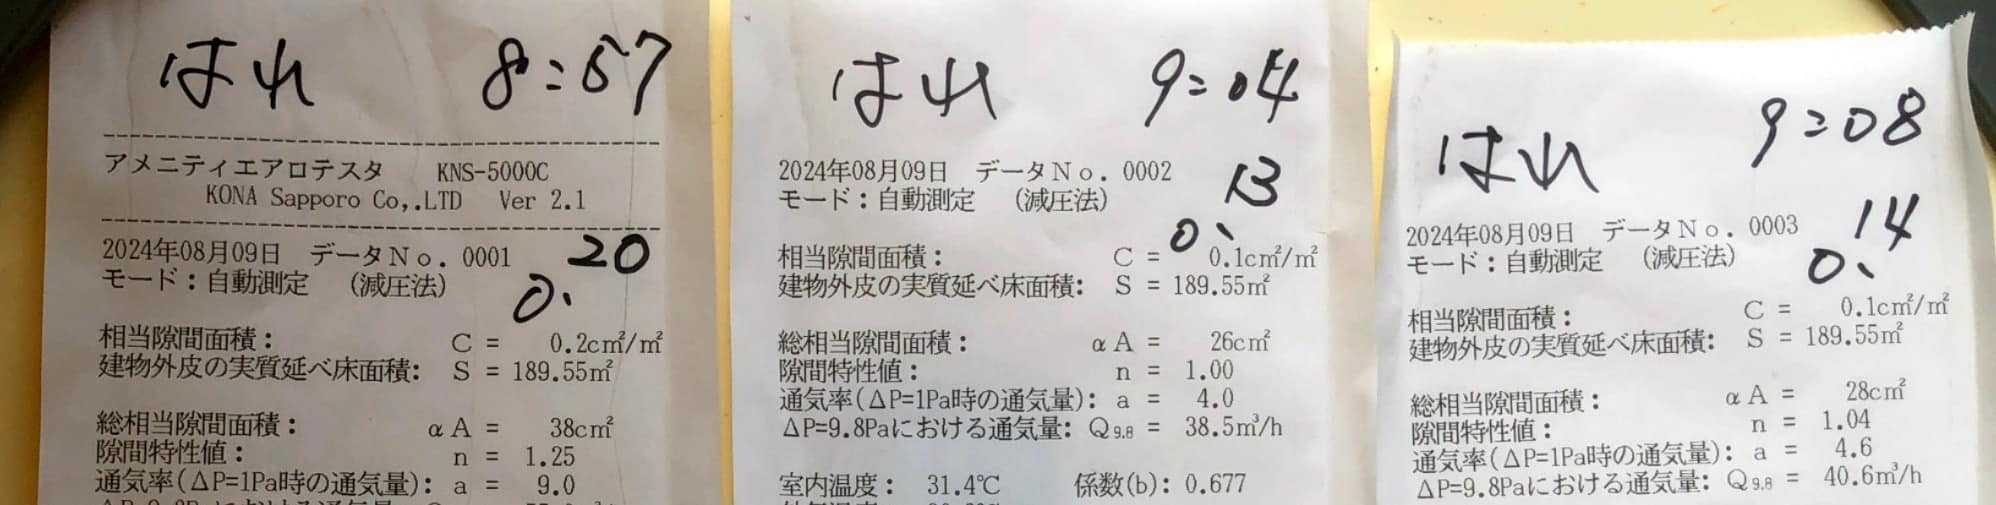 はれ 8:57
アメニティエアロテスタ KNS-5000C
KONA Sapporo Co,.LTD Ver 2.1
2024年08月09日 データNo. 0001
モード:自動測定 (減圧法)
0.20
相当隙間面積: C = 0.2cm²/m²
建物外皮の実質延べ床面積: S = 189.55m²
総相当隙間面積: αA = 38cm²
隙間特性値: n = 1.25
通気率(ΔP=1Pa時の通気量): a = 9.0
はれ 9:04
2024年08月09日 データNo. 0002
モード:自動測定 (減圧法)
0.13
相当隙間面積: C = 0.1cm²/m²
建物外皮の実質延べ床面積: S = 189.55m²
総相当隙間面積: αA = 26cm²
隙間特性値: n = 1.00
通気率(ΔP=1Pa時の通気量): a = 4.0
ΔP=9.8Paにおける通気量: Q9.8 = 38.5m³/h
室内温度: 31.4℃ 係数(b): 0.677
はれ 9:08
2024年08月09日 データNo. 0003
モード:自動測定 (減圧法)
0.14
相当隙間面積: C = 0.1cm²/m²
建物外皮の実質延べ床面積: S = 189.55m²
総相当隙間面積: αA = 28cm²
隙間特性値: n = 1.04
通気率(ΔP=1Pa時の通気量): a = 4.6
ΔP=9.8Paにおける通気量: Q9.8 = 40.6m³/h